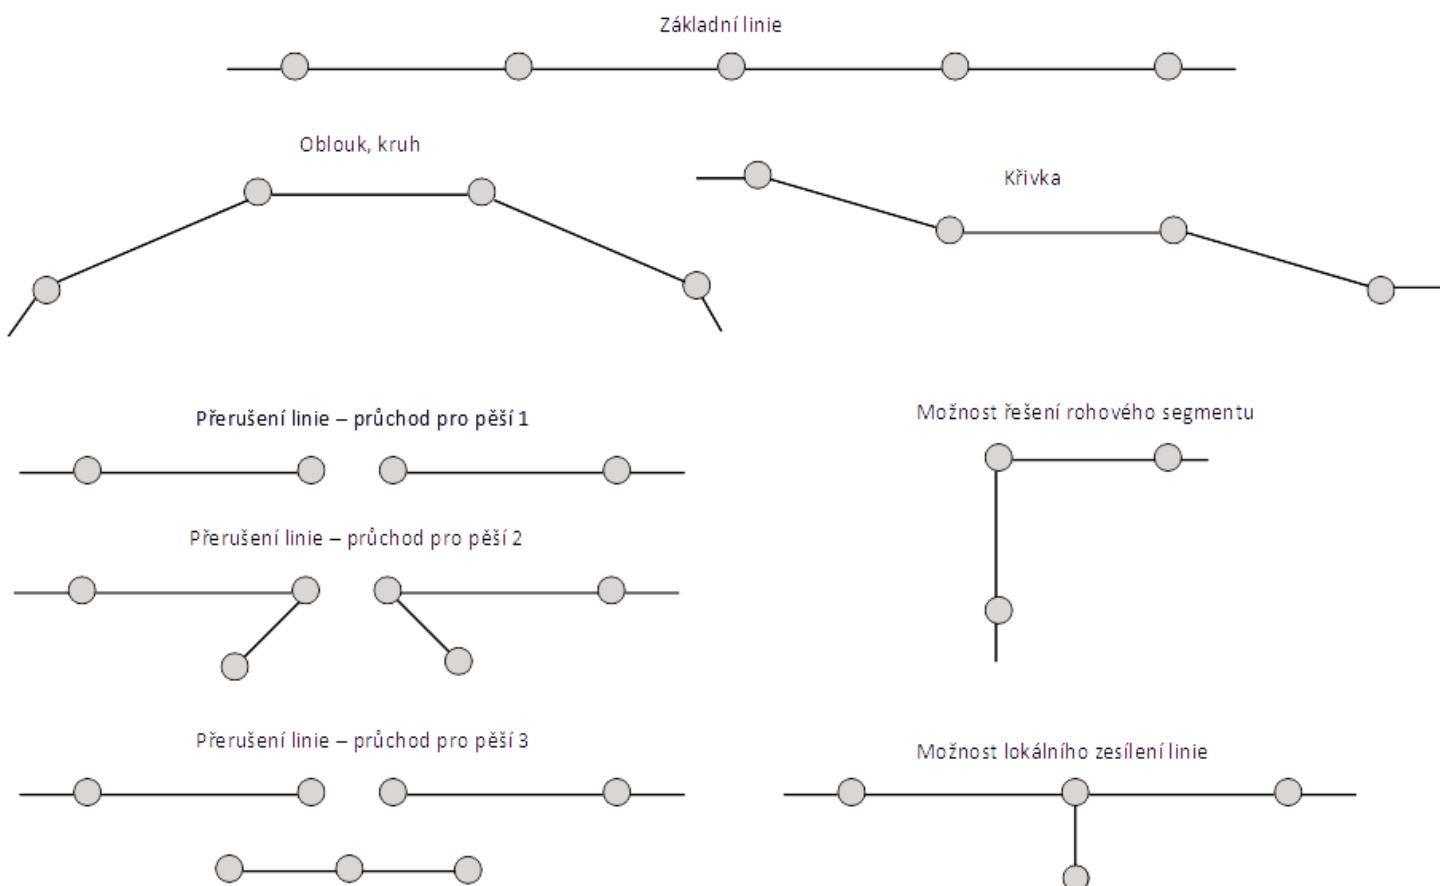 Základní linie
Oblouk, kruh
Křivka
Přerušení linie – průchod pro pěší 1
Možnost řešení rohového segmentu
Přerušení linie – průchod pro pěší 2
Přerušení linie – průchod pro pěší 3
Možnost lokálního zesílení linie